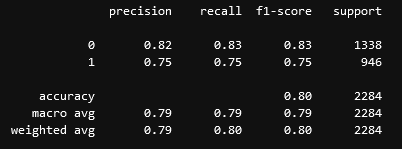 precision recall f1-score support
0 0.82 0.83 0.83 1338
1 0.75 0.75 0.75 946
accuracy 0.80 2284
macro avg 0.79 0.79 0.79 2284
weighted avg 0.79 0.80 0.80 2284